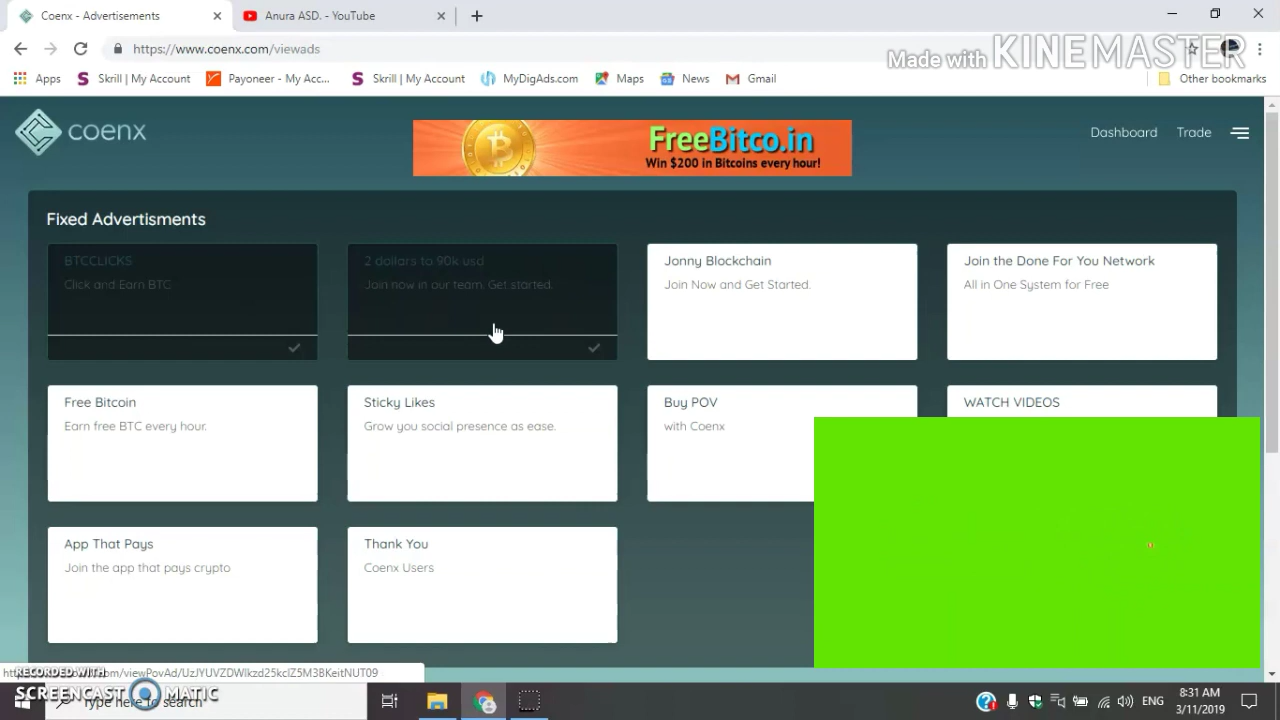 Coenx - Advertisements
Anura ASD. - YouTube
https://www.coenx.com/viewads
Made with KINEMASTER
Apps
Skrill | My Account
Payoneer - My Acc...
Skrill | My Account
MyDigAds.com
Maps
News
Gmail
Other bookmarks
coenx
FreeBitco.in
Win $200 in Bitcoins every hour!
Dashboard
Trade
Fixed Advertisments
BTCCLICKS
Click and Earn BTC
2 dollars to 90k usd
Join now in our team. Get started.
Jonny Blockchain
Join Now and Get Started.
Join the Done For You Network
All in One System for Free
Free Bitcoin
Earn free BTC every hour.
Sticky Likes
Grow you social presence as ease.
Buy POV
with Coenx
WATCH VIDEOS
App That Pays
Join the app that pays crypto
Thank You
Coenx Users
RECORDED WITH
SCREENCAST MATIC
Type here to search
ENG
8:31 AM
3/11/2019